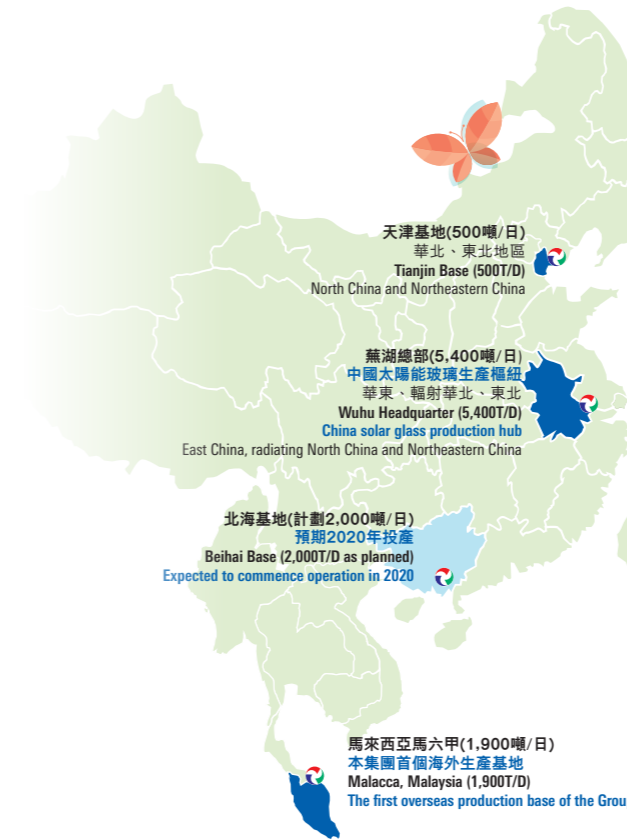 天津基地(500噸/日)
華北、東北地區
Tianjin Base (500T/D)
North China and Northeastern China
蕪湖總部(5,400噸/日)
中國太陽能玻璃生產樞紐
華東、輻射華北、東北
Wuhu Headquarter (5,400T/D)
China solar glass production hub
East China, radiating North China and Northeastern China
北海基地(計劃2,000噸/日)
預期2020年投產
Beihai Base (2,000T/D as planned)
Expected to commence operation in 2020
馬來西亞馬六甲(1,900噸/日)
本集團首個海外生產基地
Malacca, Malaysia (1,900T/D)
The first overseas production base of the Grou